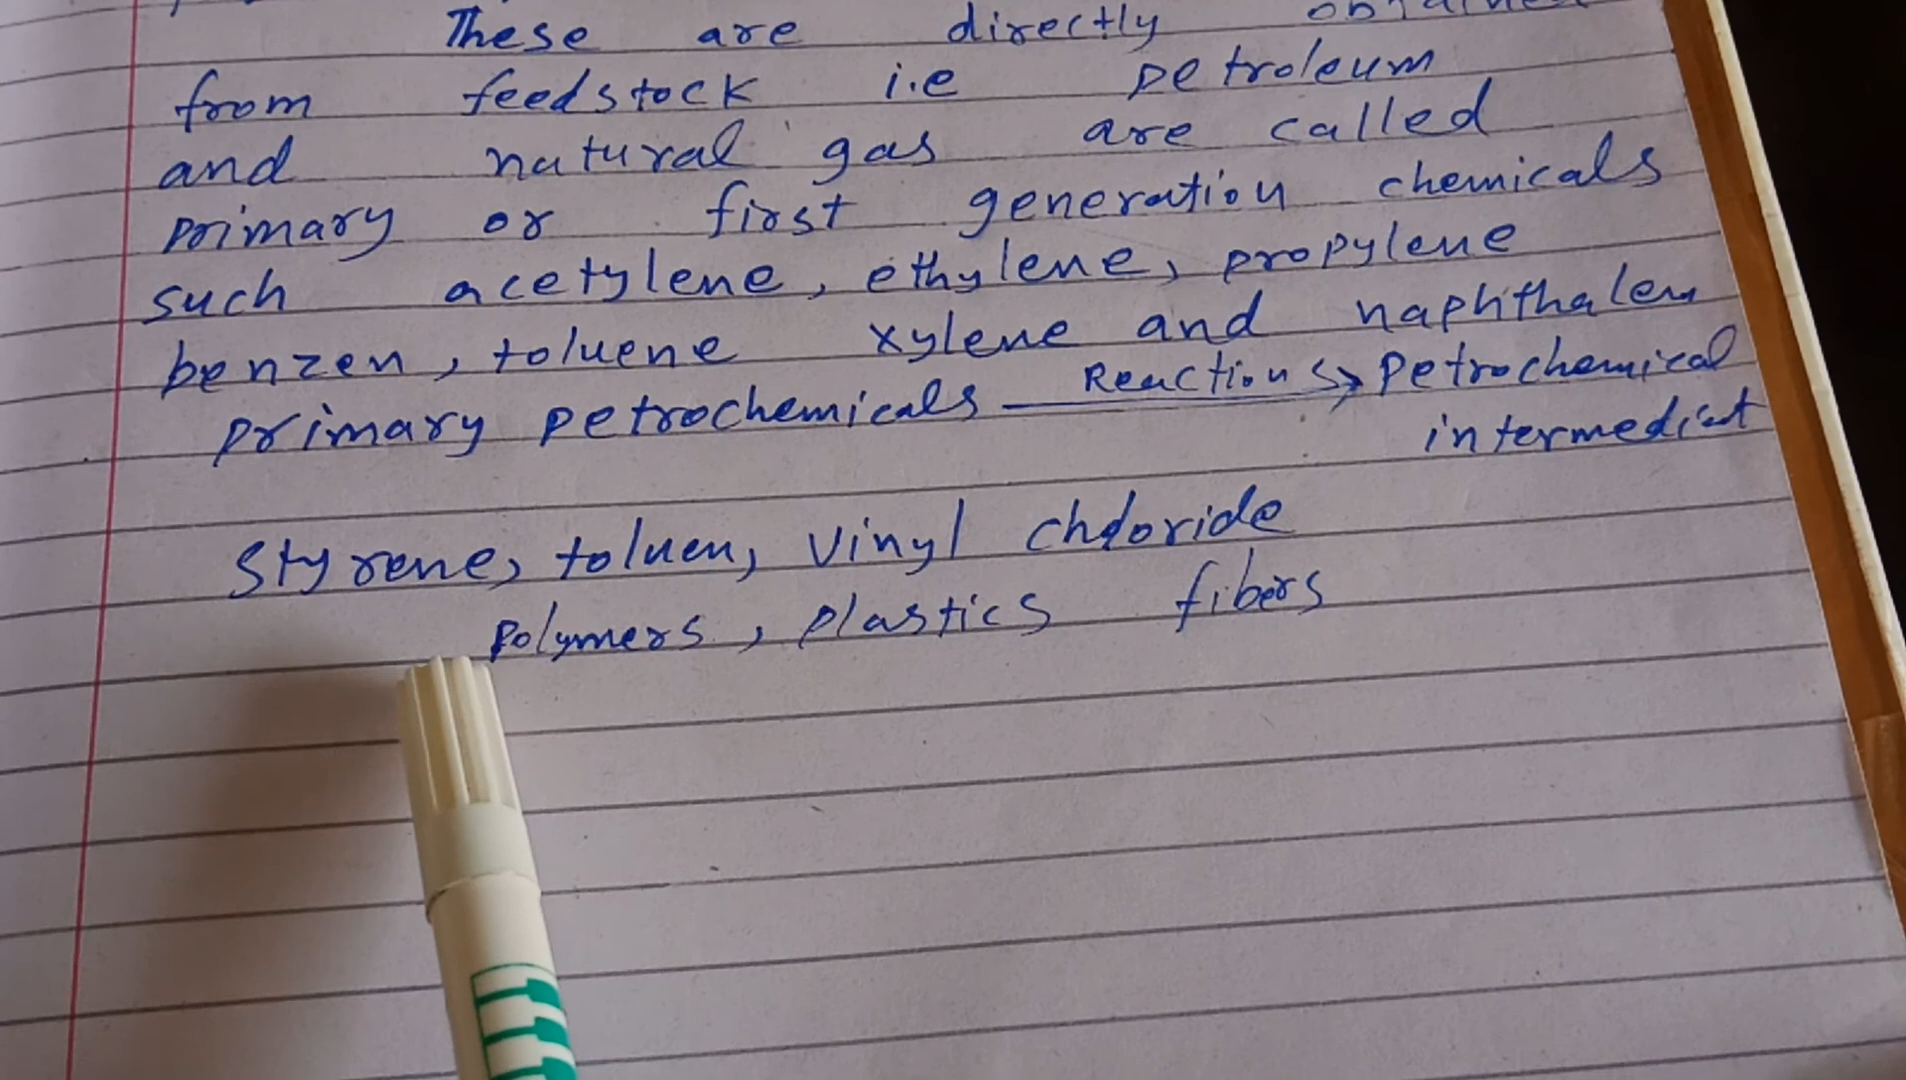 These are directly obtained
from feedstock i.e petroleum
and natural gas are called
primary or first generation chemicals
such acetylene, ethylene, propylene
benzen, toluene xylene and naphthalen
primary petrochemicals Reactions petrochemical
intermediat
Styrene, toluen, vinyl chloride
polymers, plastics fibers